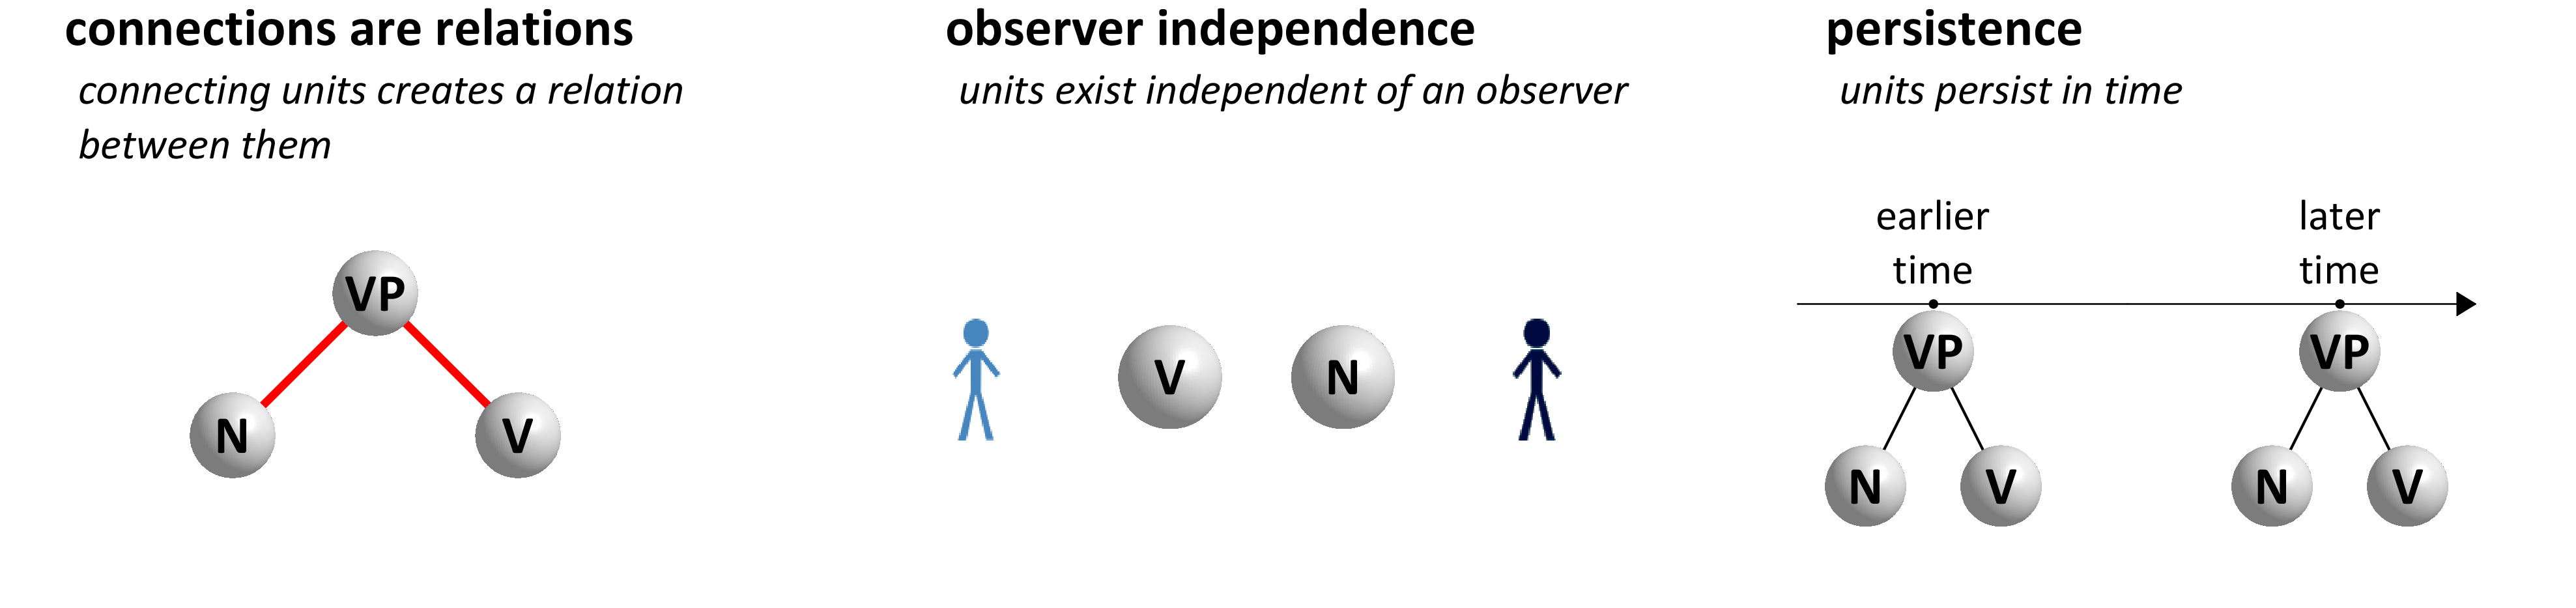 connections are relations
connecting units creates a relation
between them
VP
N
V
observer independence
units exist independent of an observer
V
N
persistence
units persist in time
earlier
time
later
time
VP
N
V
VP
N
V